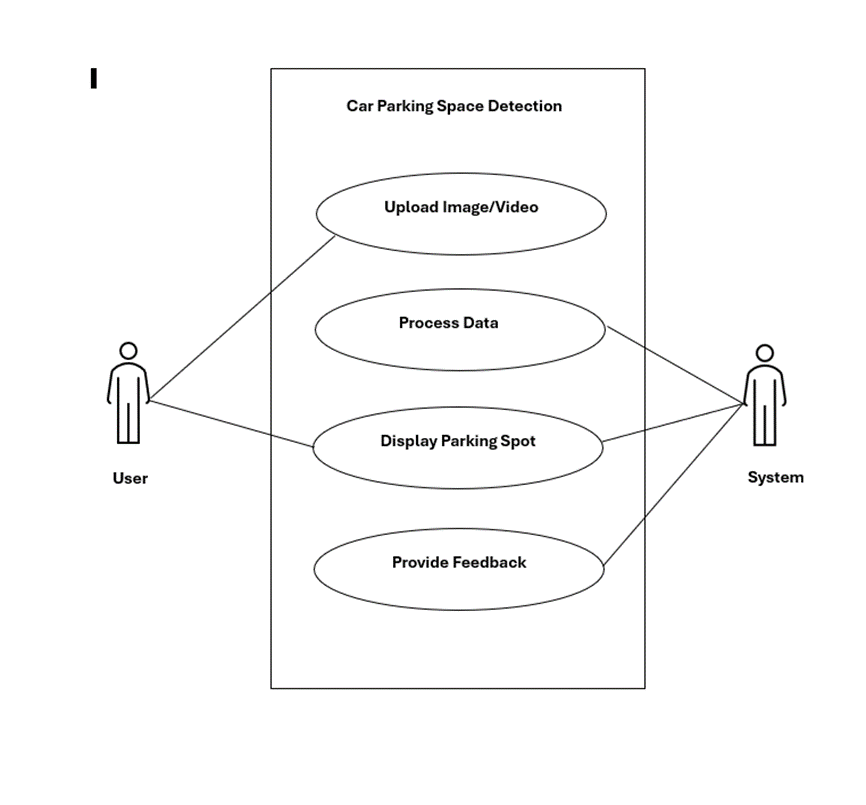 Car Parking Space Detection
Upload Image/Video
Process Data
Display Parking Spot
Provide Feedback
User
System